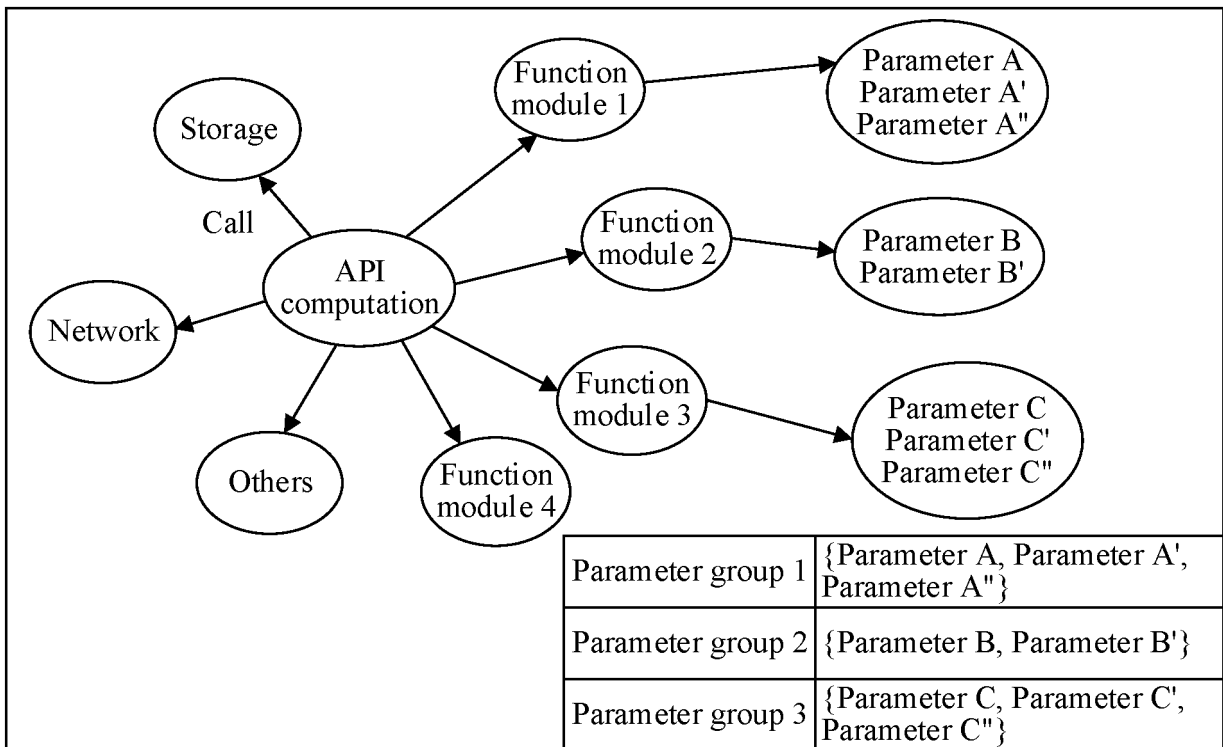 Function
module 1
Parameter A
Parameter A'
Parameter A"
Storage
Call
Function
module 2
Parameter B
Parameter B'
API
computation
Network
Function
module 3
Parameter C
Parameter C'
Parameter C"
Others
Function
module 4
Parameter group 1
{Parameter A, Parameter A',
Parameter A"}
Parameter group 2
{Parameter B, Parameter B'}
Parameter group 3
{Parameter C, Parameter C',
Parameter C"}